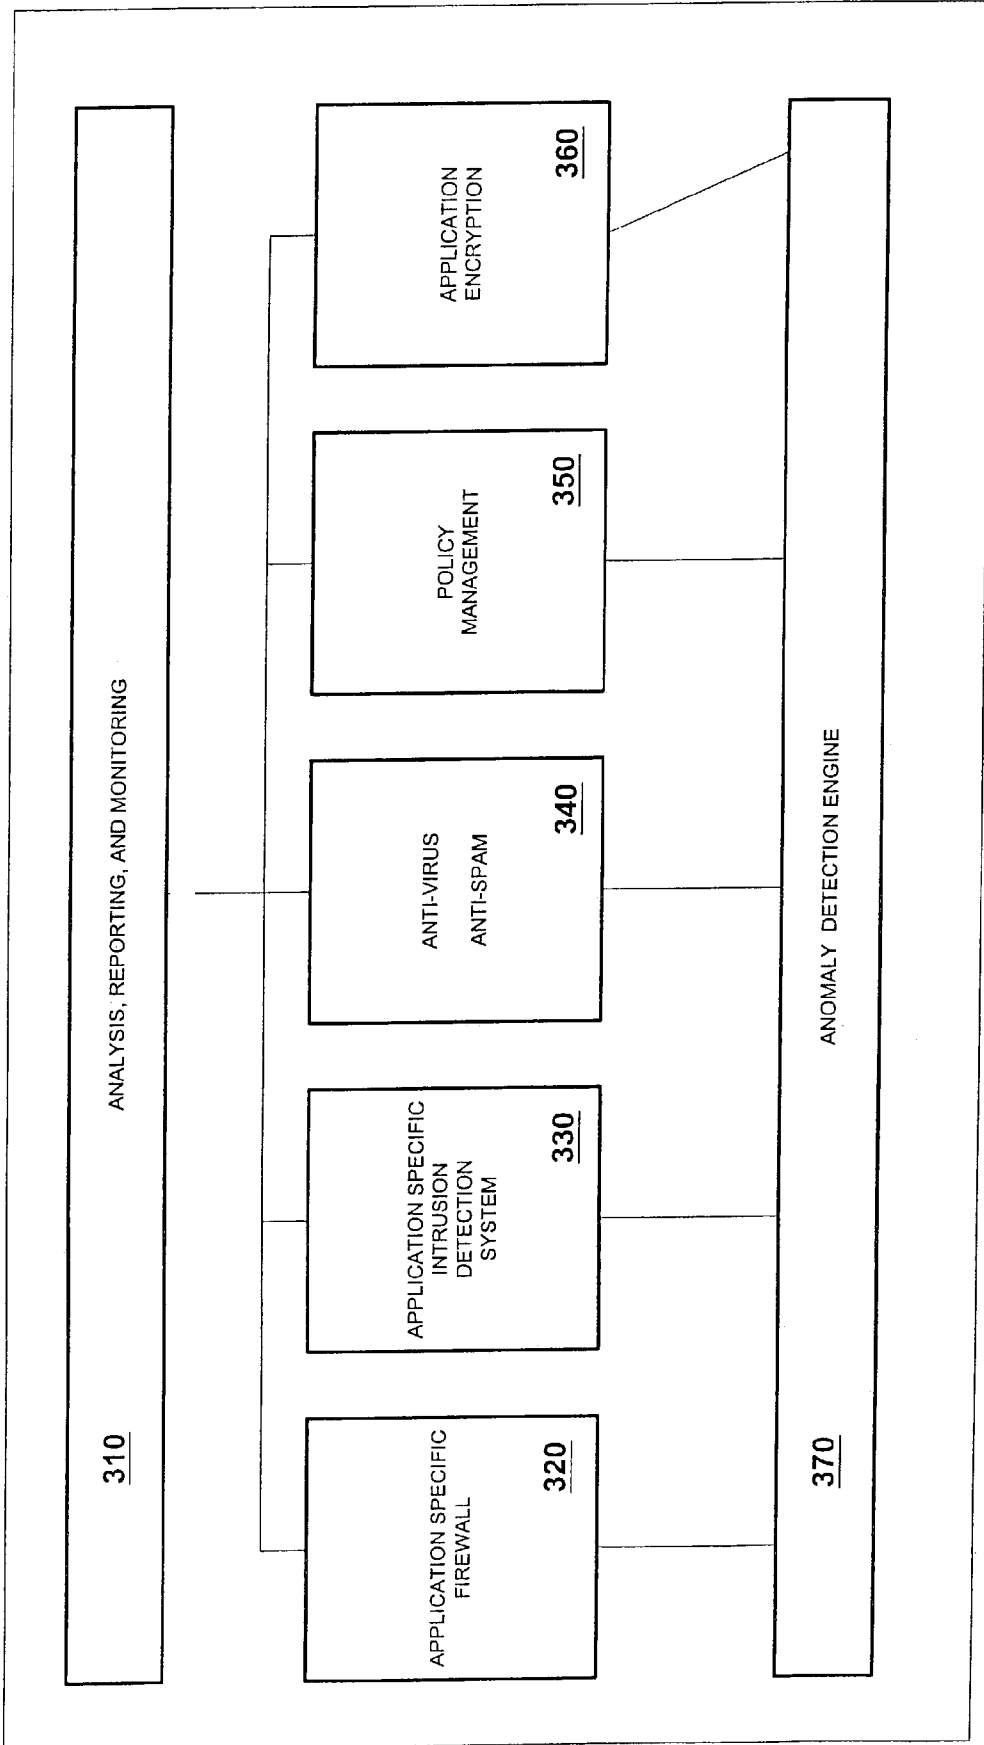 ANALYSIS, REPORTING, AND MONITORING
310
APPLICATION SPECIFIC
FIREWALL
320
APPLICATION SPECIFIC
INTRUSION
DETECTION
SYSTEM
330
ANTI-VIRUS
ANTI-SPAM
340
POLICY
MANAGEMENT
350
APPLICATION
ENCRYPTION
360
ANOMALY DETECTION ENGINE
370